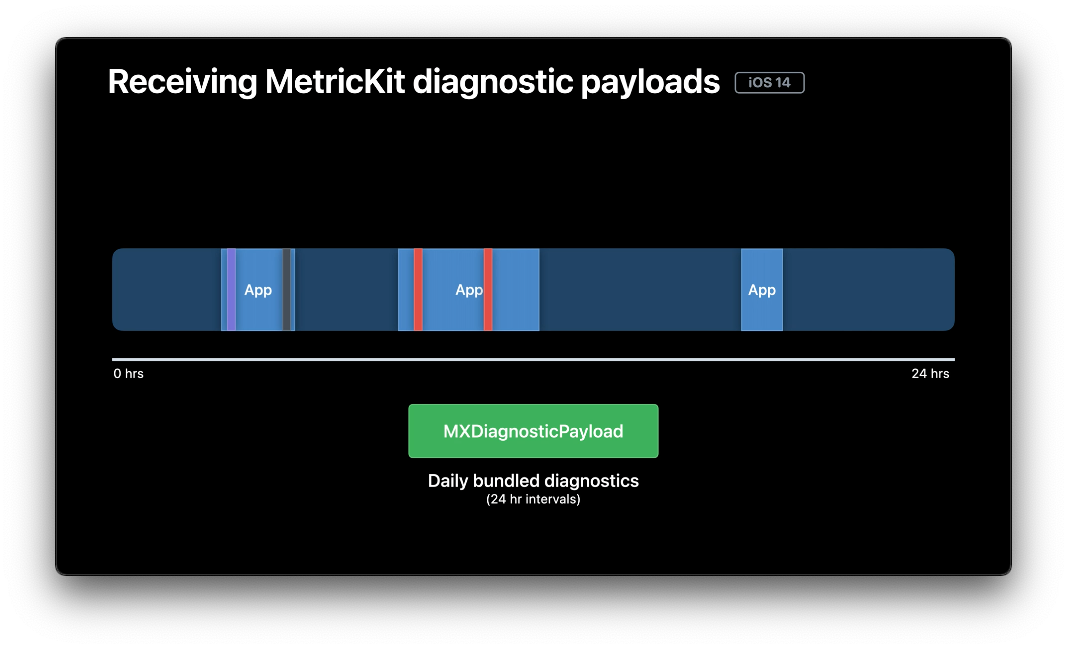 Receiving MetricKit diagnostic payloads iOS 14
App App App
0 hrs 24 hrs
MXDiagnosticPayload
Daily bundled diagnostics
(24 hr intervals)